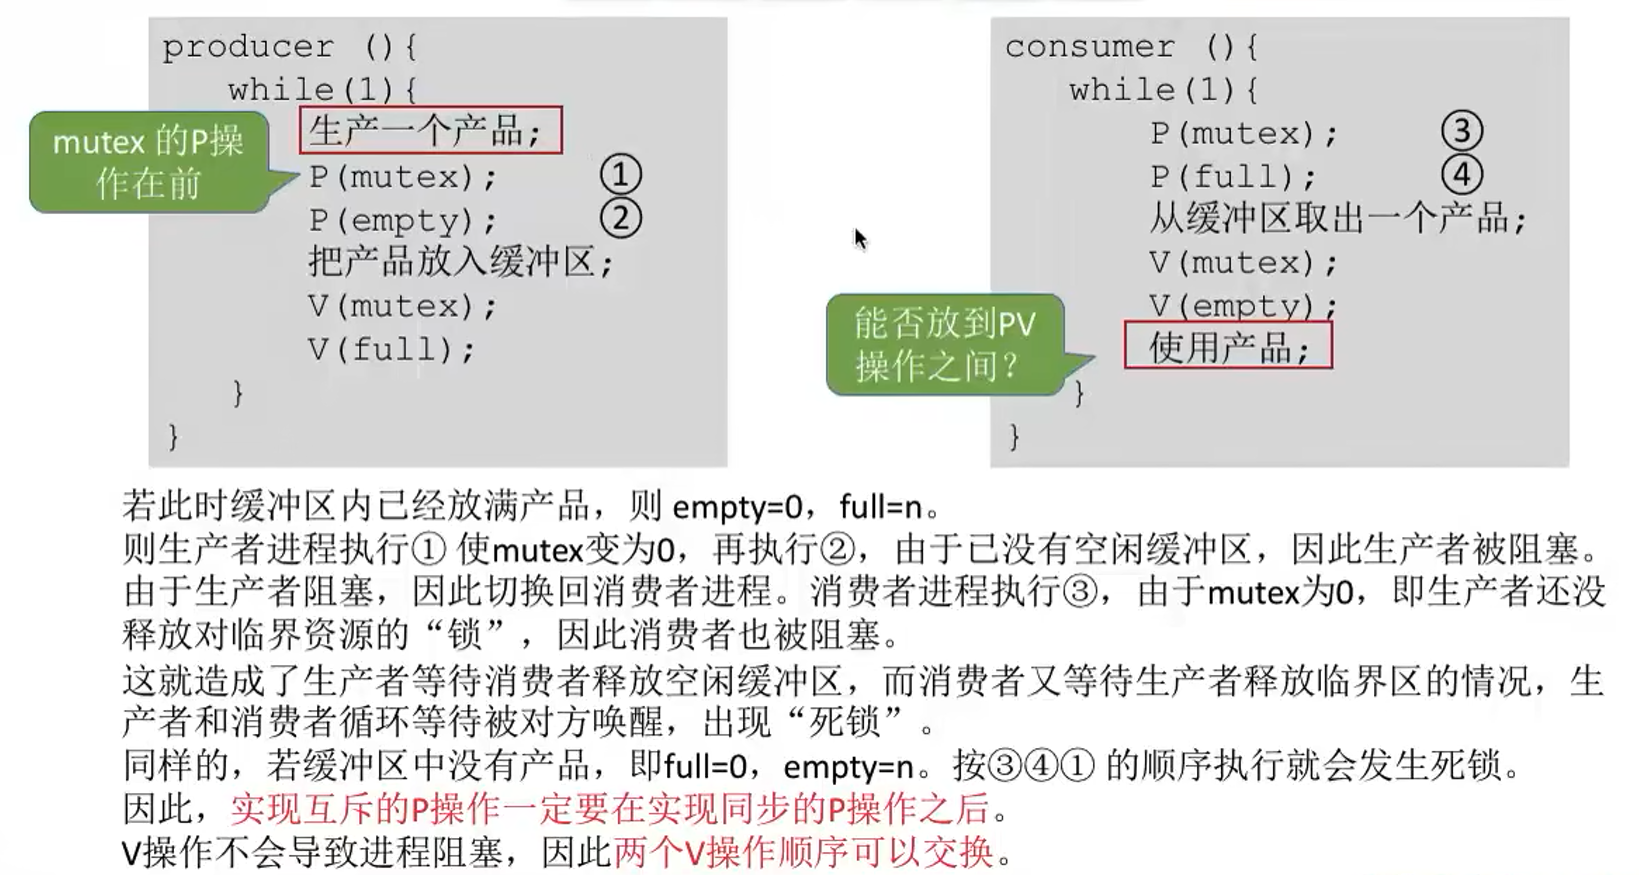 producer (){
while(1){
生产一个产品;
mutex 的P操
作在前
P(mutex); ①
P(empty); ②
把产品放入缓冲区;
V(mutex);
V(full);
}
}
consumer (){
while(1){
P(mutex); ③
P(full); ④
从缓冲区取出一个产品;
V(mutex);
V(empty);
能否放到PV
操作之间?
使用产品;
}
}
若此时缓冲区内已经放满产品，则 empty=0，full=n。
则生产者进程执行① 使mutex变为0，再执行②，由于已没有空闲缓冲区，因此生产者被阻塞。
由于生产者阻塞，因此切换回消费者进程。消费者进程执行③，由于mutex为0，即生产者还没
释放对临界资源的“锁”，因此消费者也被阻塞。
这就造成了生产者等待消费者释放空闲缓冲区，而消费者又等待生产者释放临界区的情况，生
产者和消费者循环等待被对方唤醒，出现“死锁”。
同样的，若缓冲区中没有产品，即full=0，empty=n。按③④① 的顺序执行就会发生死锁。
因此，实现互斥的P操作一定要在实现同步的P操作之后。
V操作不会导致进程阻塞，因此两个V操作顺序可以交换。